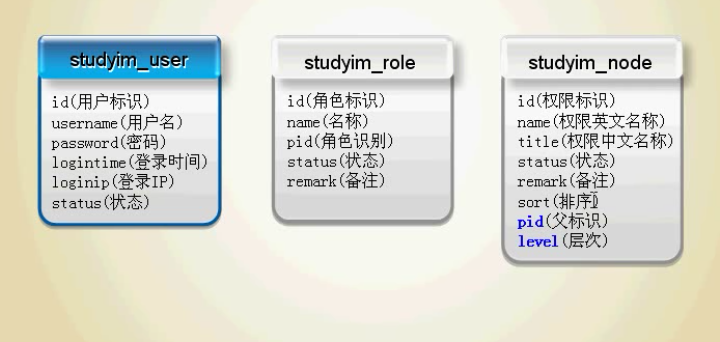 studyim_user
id(用户标识)
username(用户名)
password(密码)
logintime(登录时间)
loginip(登录IP)
status(状态)
studyim_role
id(角色标识)
name(名称)
pid(角色识别)
status(状态)
remark(备注)
studyim_node
id(权限标识)
name(权限英文名称)
title(权限中文名称)
status(状态)
remark(备注)
sort(排序)
pid(父标识)
level(层次)